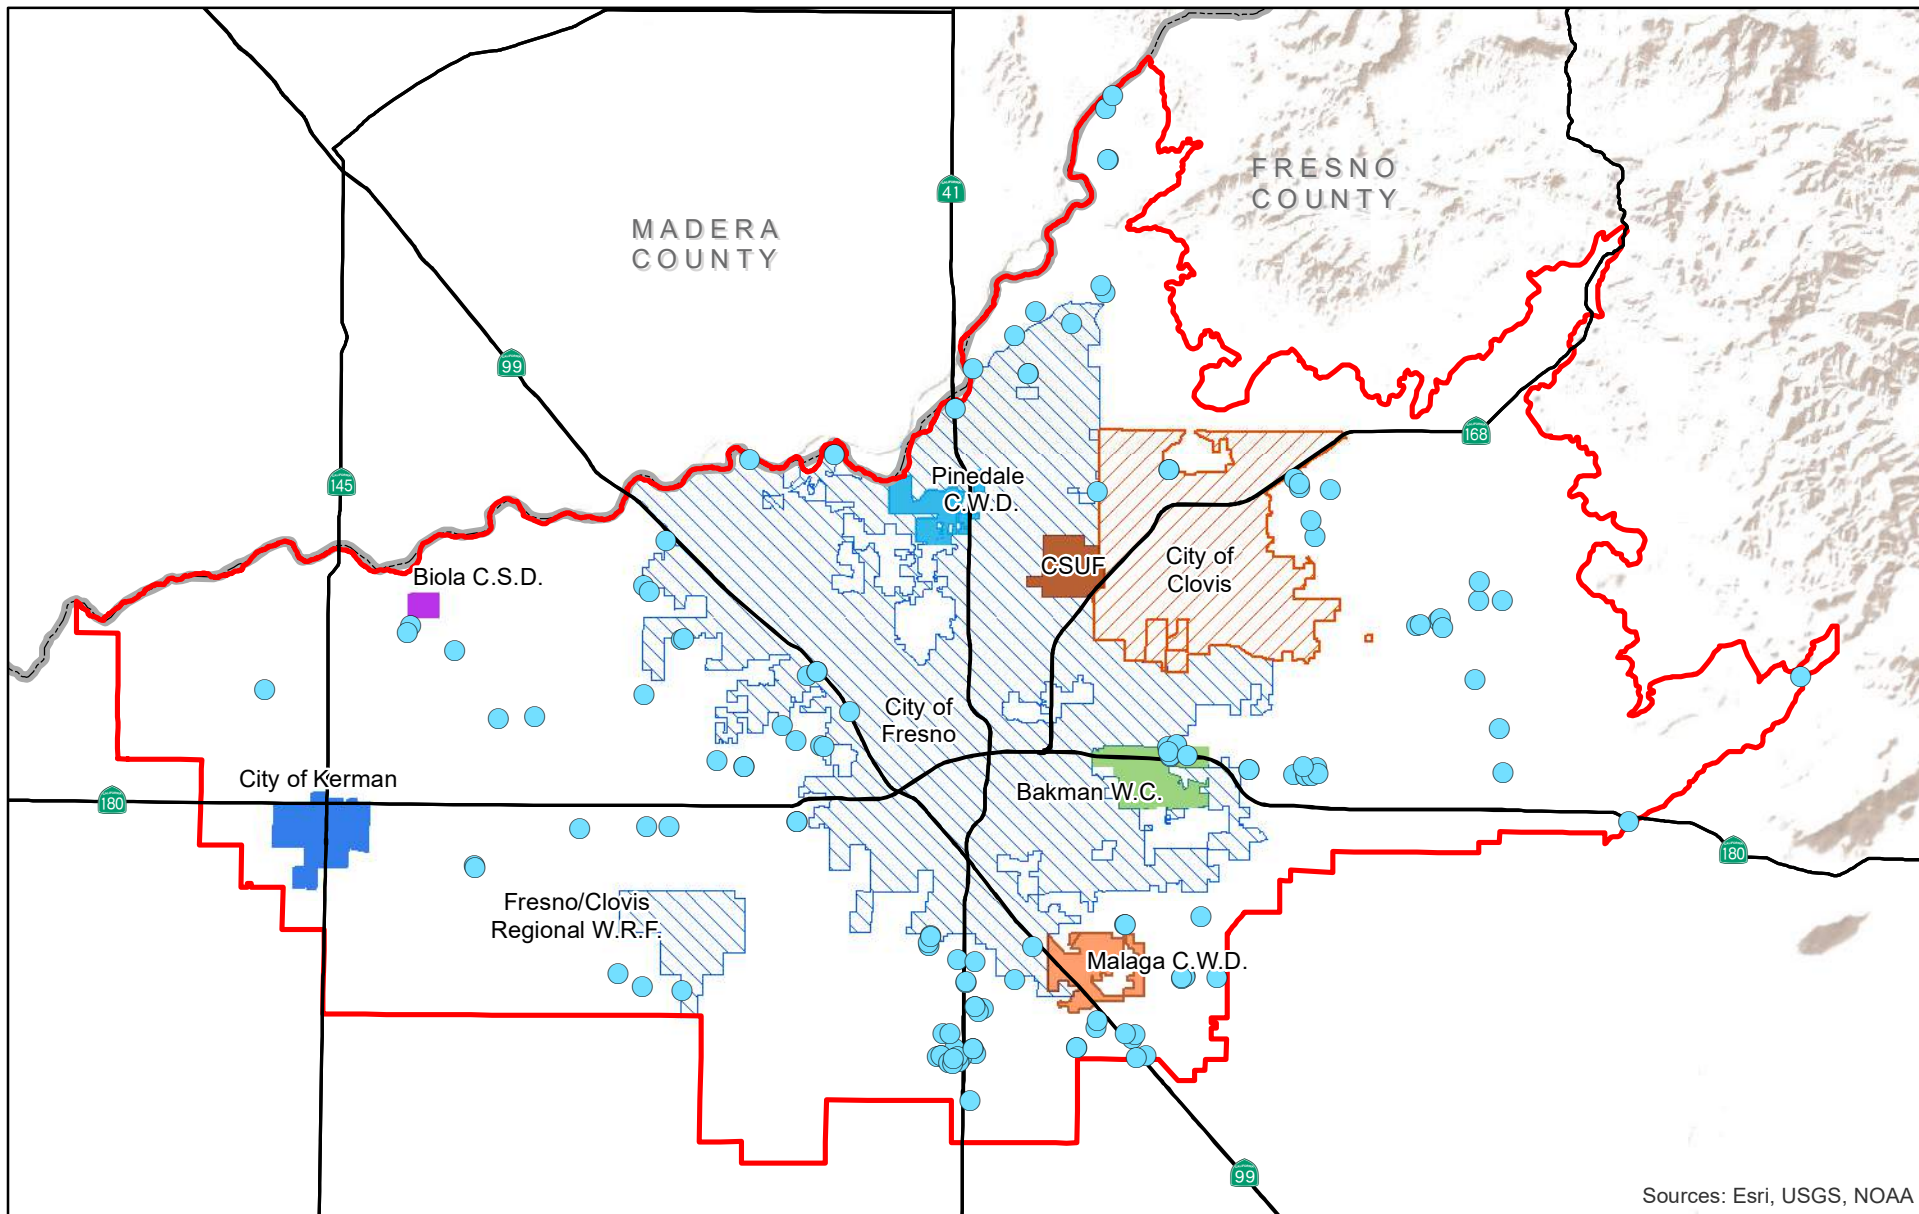 FRESNO
COUNTY
41
MADERA
COUNTY
99
168
Pinedale
C.W.D.
145
City of
Clovis
CSUF
Biola C.S.D.
City of
Fresno
City of Kerman
Bakman W.C.
180
180
Fresno/Clovis
Regional W.R.F.
Malaga C.W.D.
99
Sources: Esri, USGS, NOAA